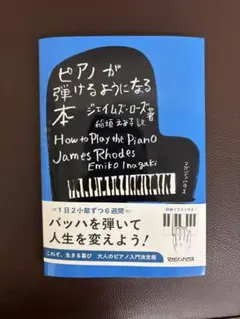 ピアノが
弾けるようになる
本
ジェイムズ・ローズ 著
稲垣えみ子 訳
How to Play the Piano
James Rhodes
Emiko Inagaki
マガジンハウス
1日2小節ずつ6週間
バッハを弾いて
人生を変えよう！
これぞ、生きる喜び 大人のピアノ入門決定版
マガジンハウス